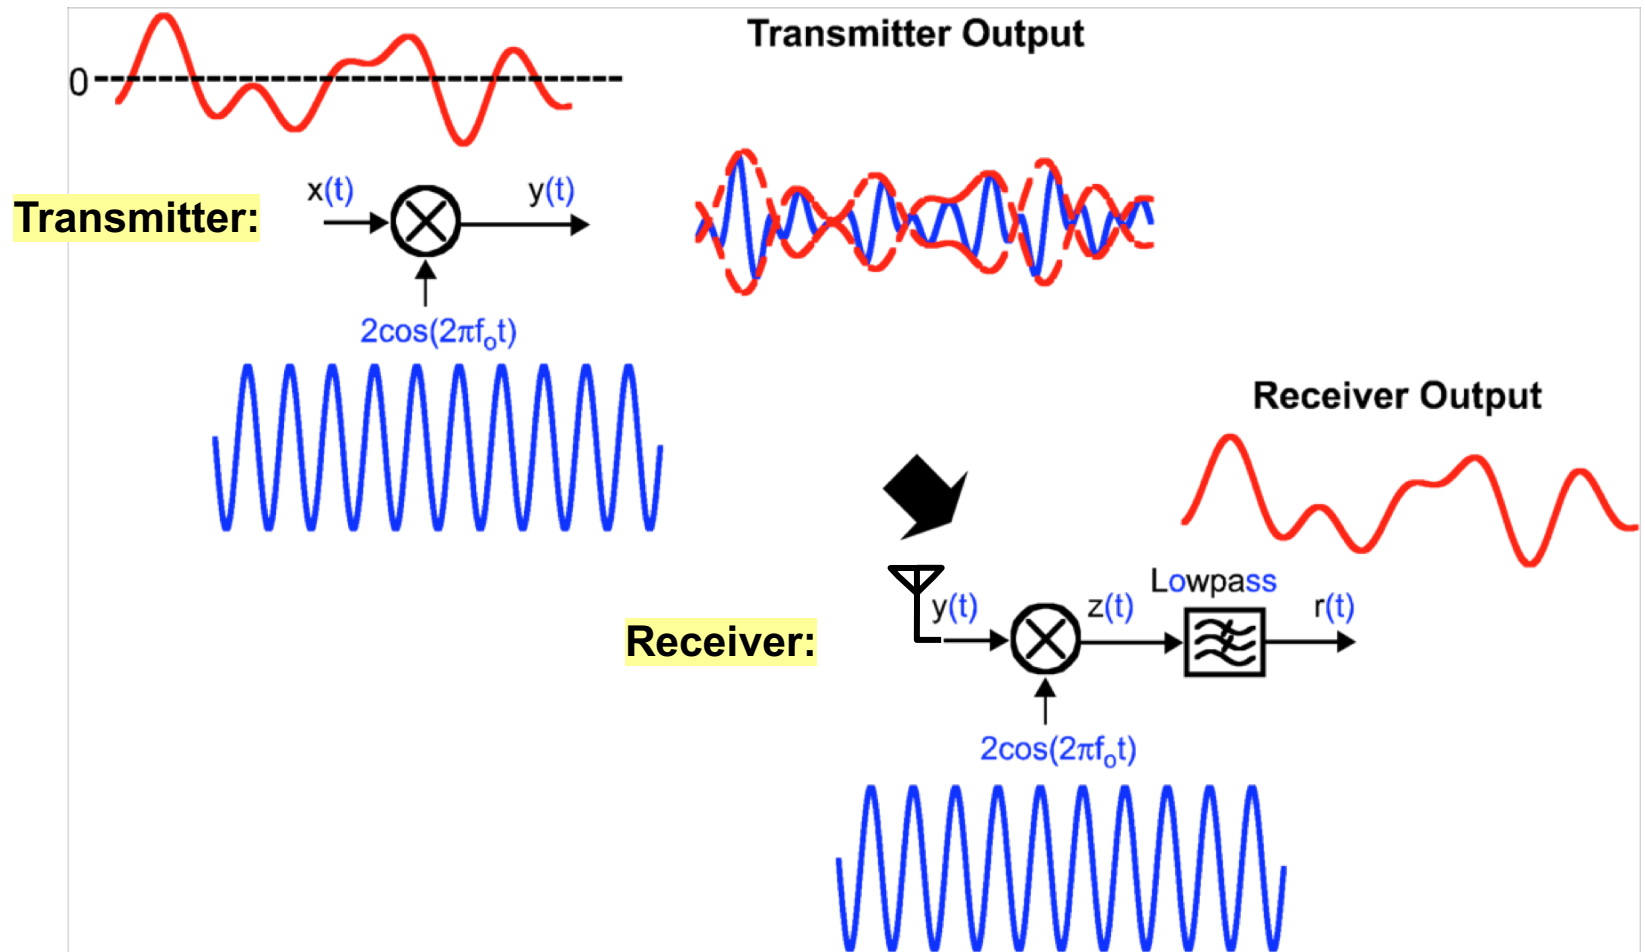 Transmitter Output
0
x(t)
y(t)
Transmitter:
2cos(2πfₒt)
Receiver Output
Lowpass
y(t)
z(t)
r(t)
Receiver:
2cos(2πfₒt)